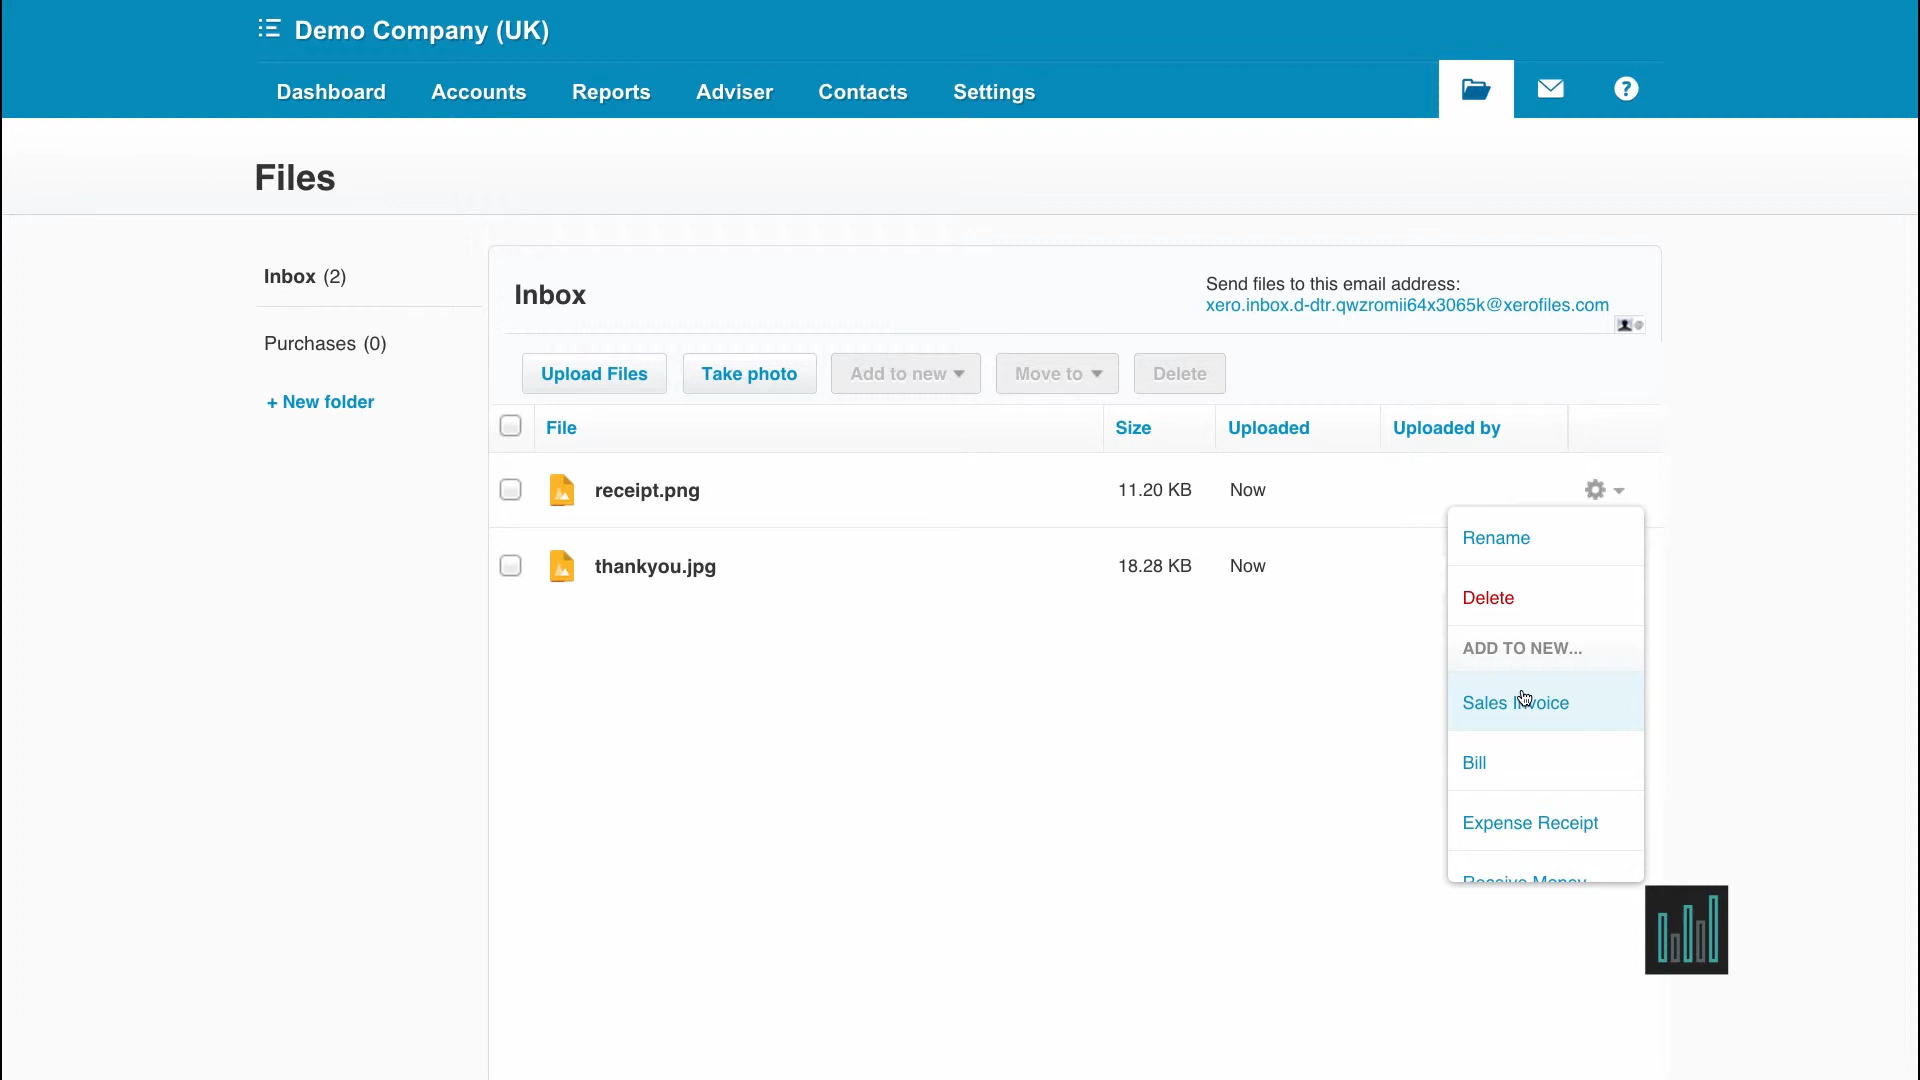 Demo Company (UK)
Dashboard Accounts Reports Adviser Contacts Settings
?
Files
Inbox (2)
Purchases (0)
+ New folder
Inbox
Send files to this email address:
xero.inbox.d-dtr.qwzromii64x3065k@xerofiles.com
Upload Files Take photo Add to new Move to Delete
File Size Uploaded Uploaded by
receipt.png 11.20 KB Now
thankyou.jpg 18.28 KB Now
Rename
Delete
ADD TO NEW...
Sales Invoice
Bill
Expense Receipt
Receive Money